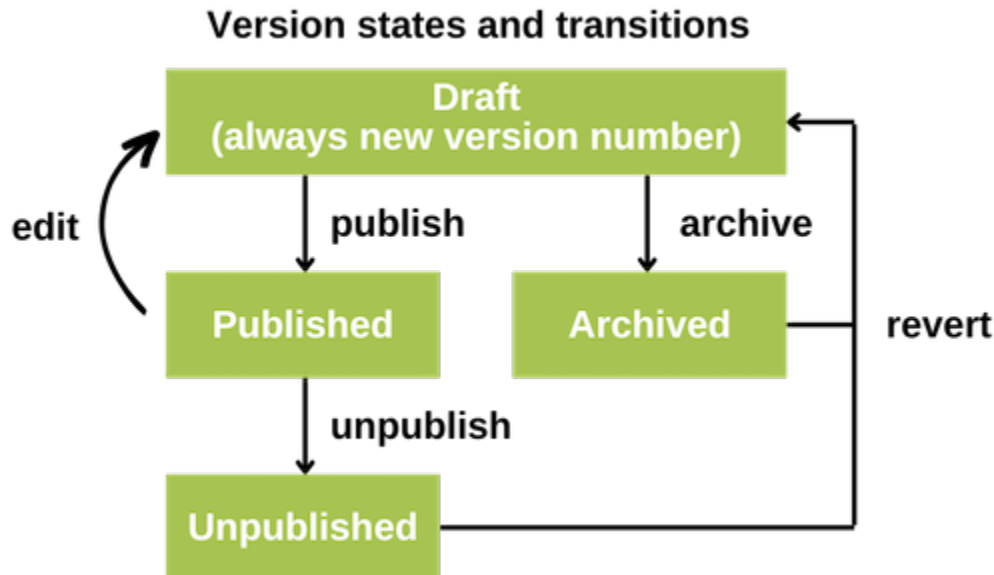 Version states and transitions
Draft
(always new version number)
edit
publish
archive
Published
Archived
revert
unpublish
Unpublished